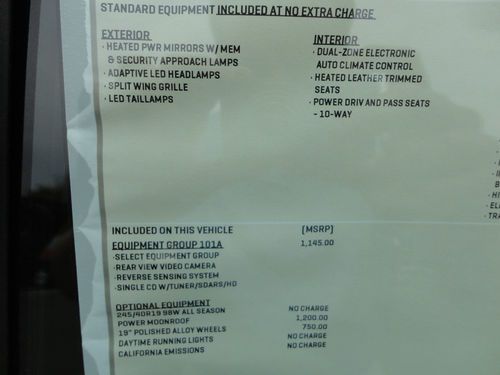 STANDARD EQUIPMENT INCLUDED AT NO EXTRA CHARGE
EXTERIOR
· HEATED PWR MIRRORS W/ MEM
& SECURITY APPROACH LAMPS
· ADAPTIVE LED HEADLAMPS
· SPLIT WING GRILLE
· LED TAILLAMPS
INTERIOR
· DUAL-ZONE ELECTRONIC
AUTO CLIMATE CONTROL
· HEATED LEATHER TRIMMED
SEATS
· POWER DRIV AND PASS SEATS
- 10-WAY
INCLUDED ON THIS VEHICLE (MSRP)
EQUIPMENT GROUP 101A 1,145.00
·SELECT EQUIPMENT GROUP
·REAR VIEW VIDEO CAMERA
·REVERSE SENSING SYSTEM
·SINGLE CD W/TUNER/SDARS/HD
OPTIONAL EQUIPMENT
245/40R19 98W ALL SEASON NO CHARGE
POWER MOONROOF 1,200.00
19" POLISHED ALLOY WHEELS 750.00
DAYTIME RUNNING LIGHTS NO CHARGE
CALIFORNIA EMISSIONS NO CHARGE